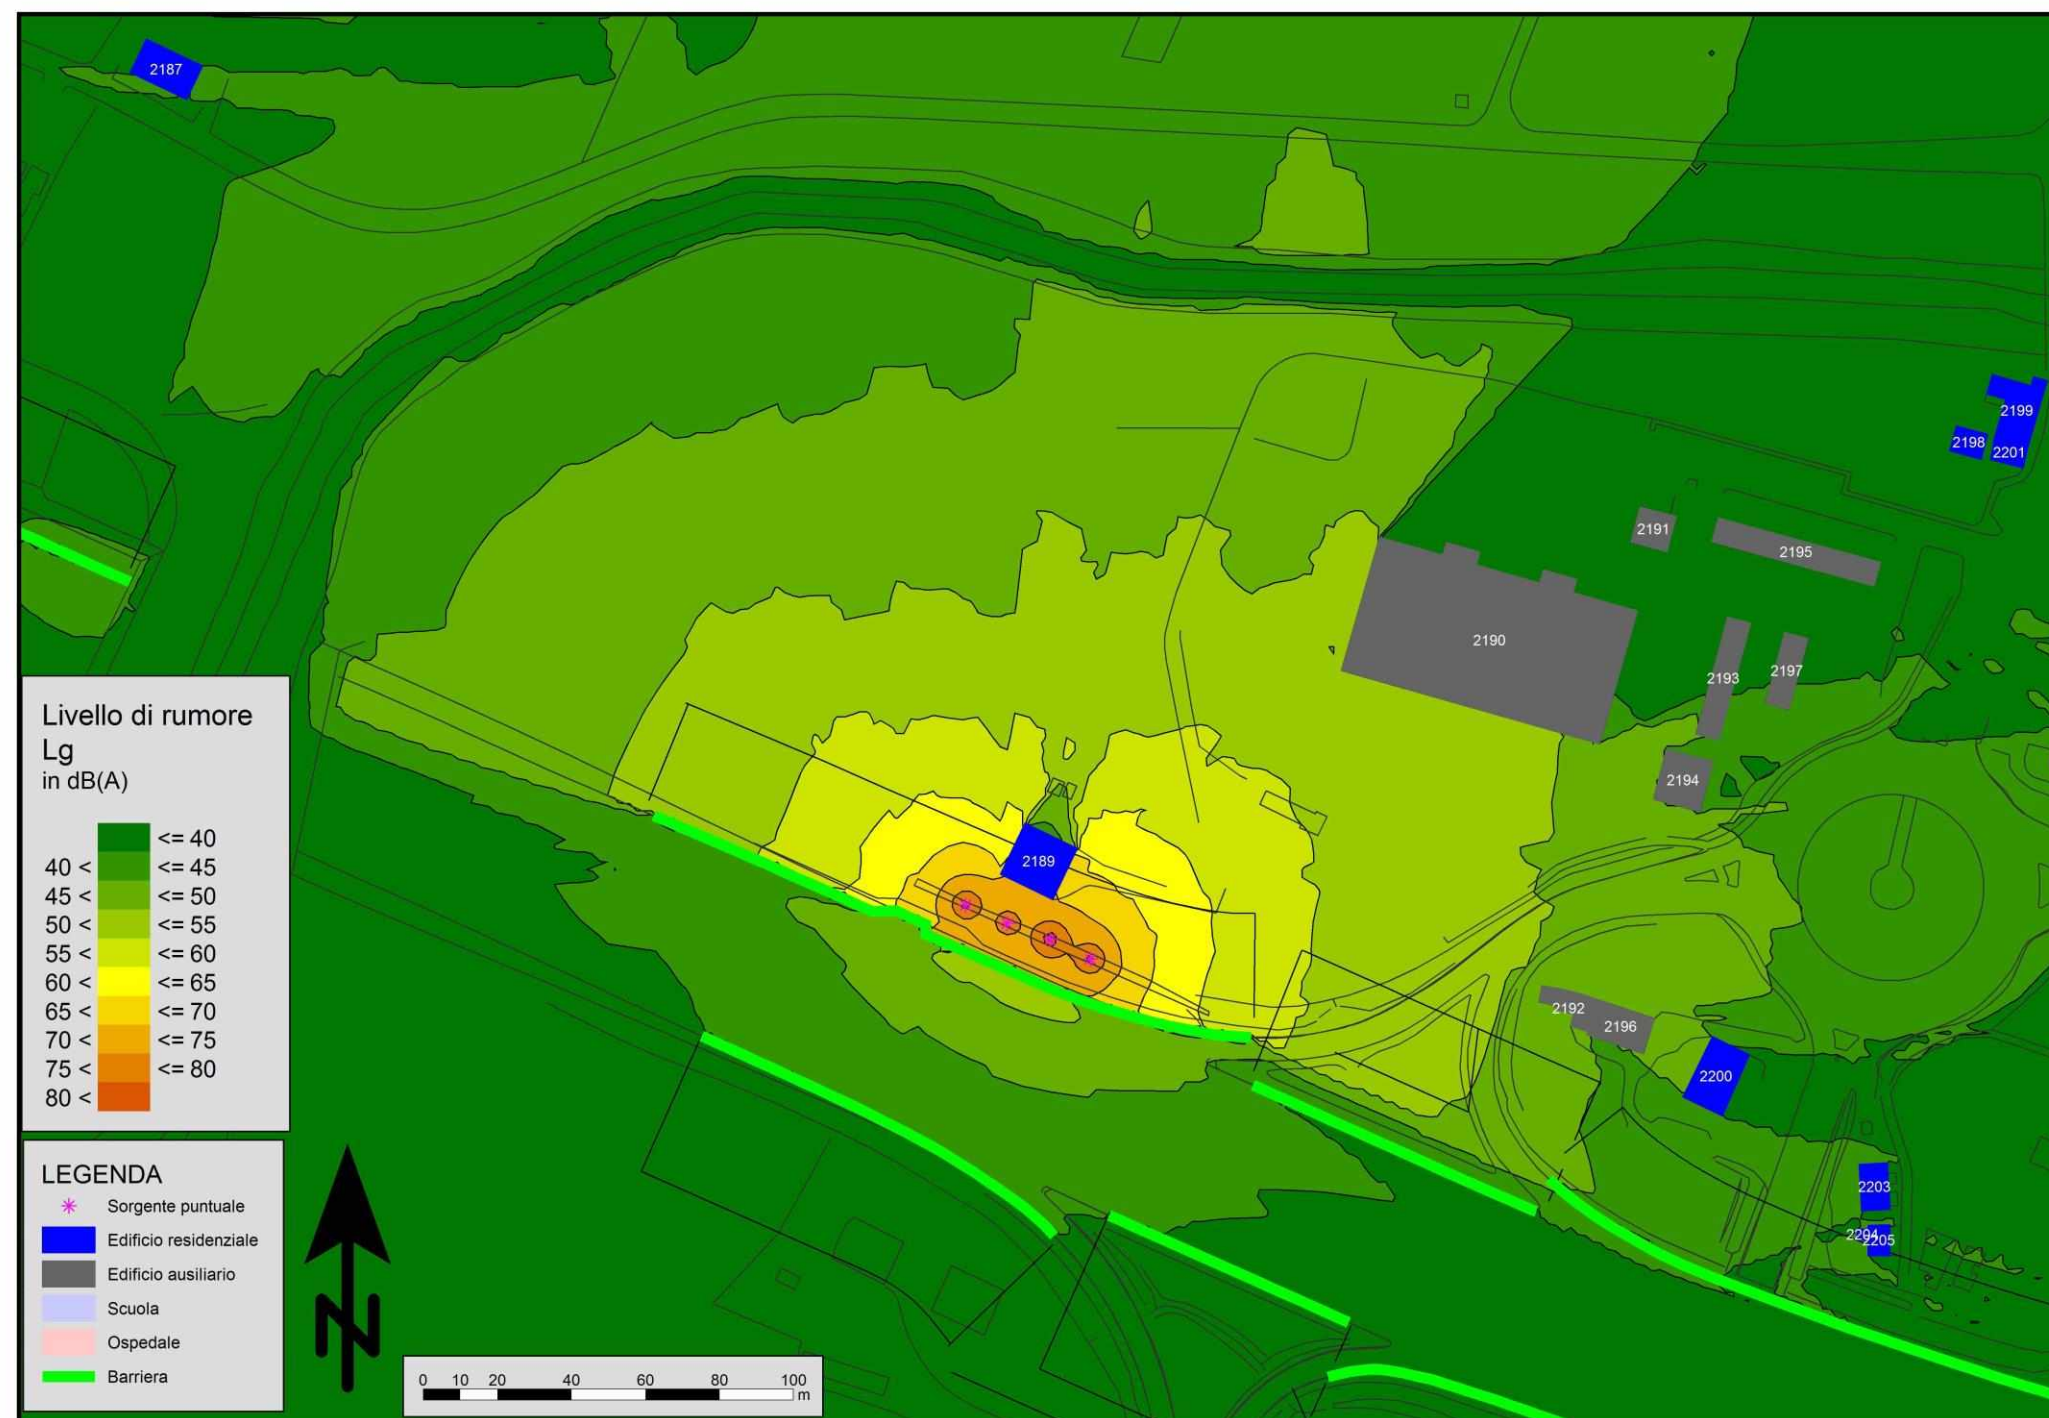 2187
2199
2198
2201
2191
2195
2190
2193
2197
2194
2189
2192
2196
2200
2203
2204
2205
Livello di rumore
Lg
in dB(A)
<= 40
40 < <= 45
45 < <= 50
50 < <= 55
55 < <= 60
60 < <= 65
65 < <= 70
70 < <= 75
75 < <= 80
80 <
LEGENDA
Sorgente puntuale
Edificio residenziale
Edificio ausiliario
Scuola
Ospedale
Barriera
N
0 10 20 40 60 80 100
m